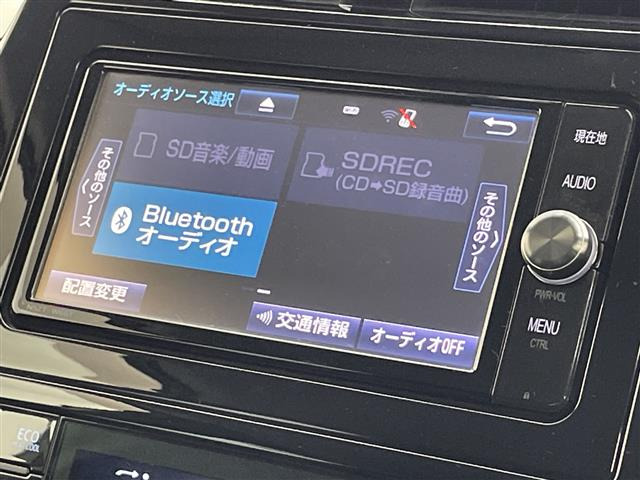 オーディオソース選択
現在地
SD音楽/動画
SDREC
(CD➡SD録音曲)
AUDIO
その他のソース
Bluetooth
オーディオ
その他のソース
配置変更
交通情報
オーディオOFF
PWR·VOL
MENU
CTRL
ECO